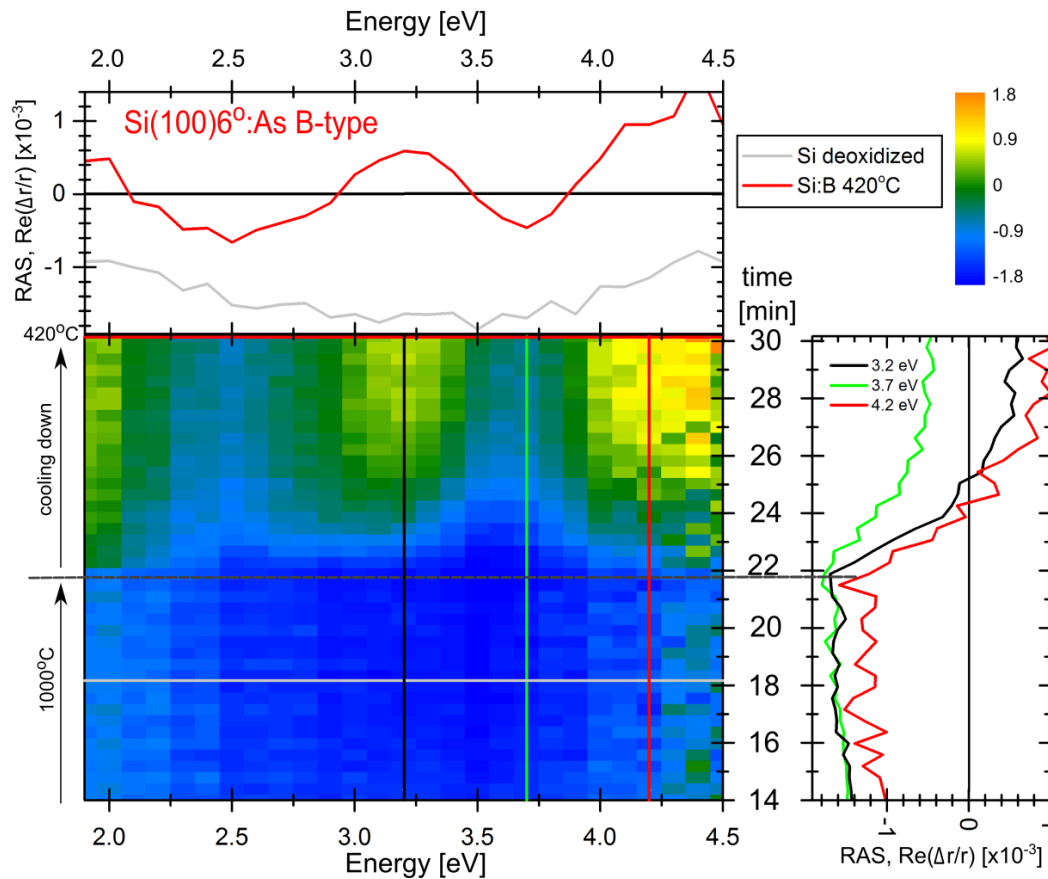 Energy [eV]
2.0 2.5 3.0 3.5 4.0 4.5
RAS, Re(Δr/r) [x10⁻³]
1
0
-1
Si(100)6°:As B-type
Si deoxidized
Si:B 420°C
1.8
0.9
0
-0.9
-1.8
time
[min]
420°C
cooling down
1000°C
30
28
26
24
22
20
18
16
14
3.2 eV
3.7 eV
4.2 eV
2.0 2.5 3.0 3.5 4.0 4.5
Energy [eV]
-1 0
RAS, Re(Δr/r) [x10⁻³]